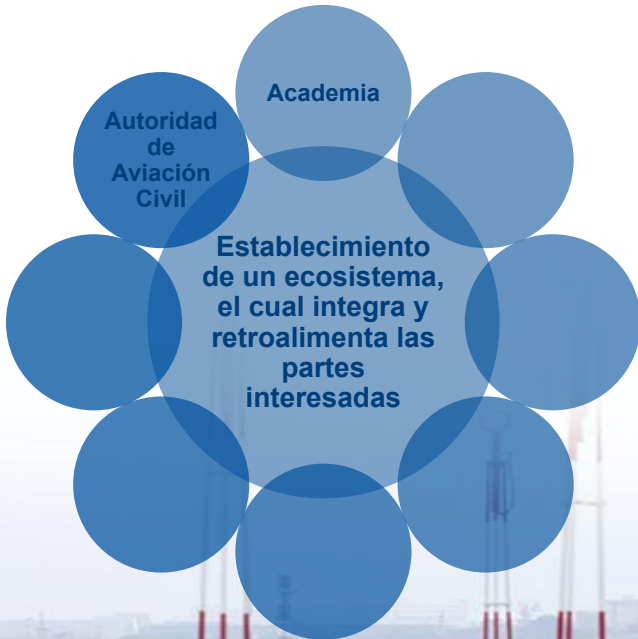 Academia
Autoridad
de
Aviación
Civil
Establecimiento
de un ecosistema,
el cual integra y
retroalimenta las
partes
interesadas